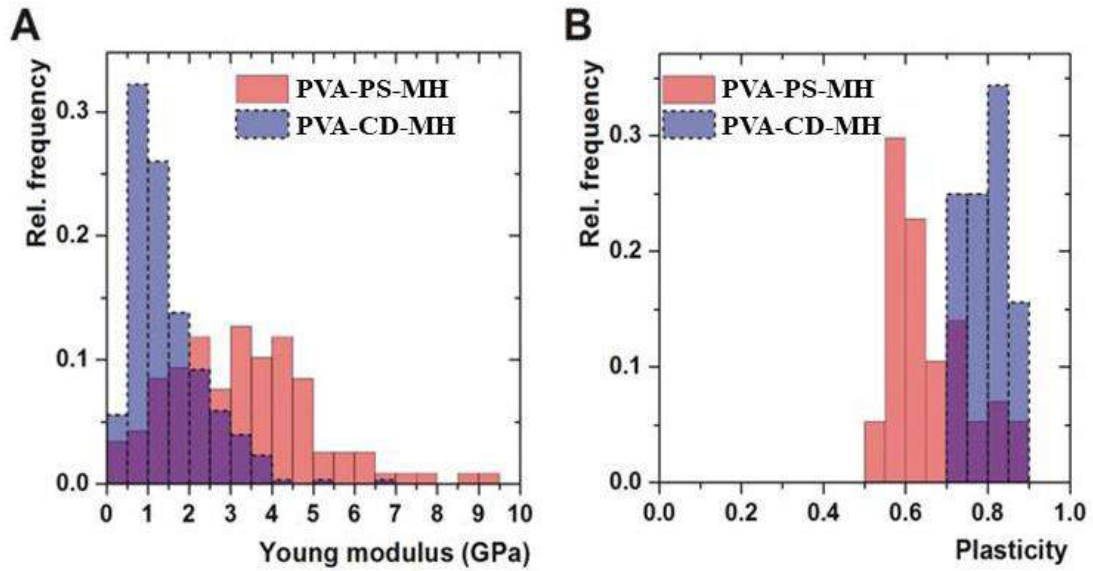 A
Rel. frequency
0.3
0.2
0.1
0.0
PVA-PS-MH
PVA-CD-MH
0 1 2 3 4 5 6 7 8 9 10
Young modulus (GPa)
B
Rel. frequency
0.3
0.2
0.1
0.0
PVA-PS-MH
PVA-CD-MH
0.0 0.2 0.4 0.6 0.8 1.0
Plasticity